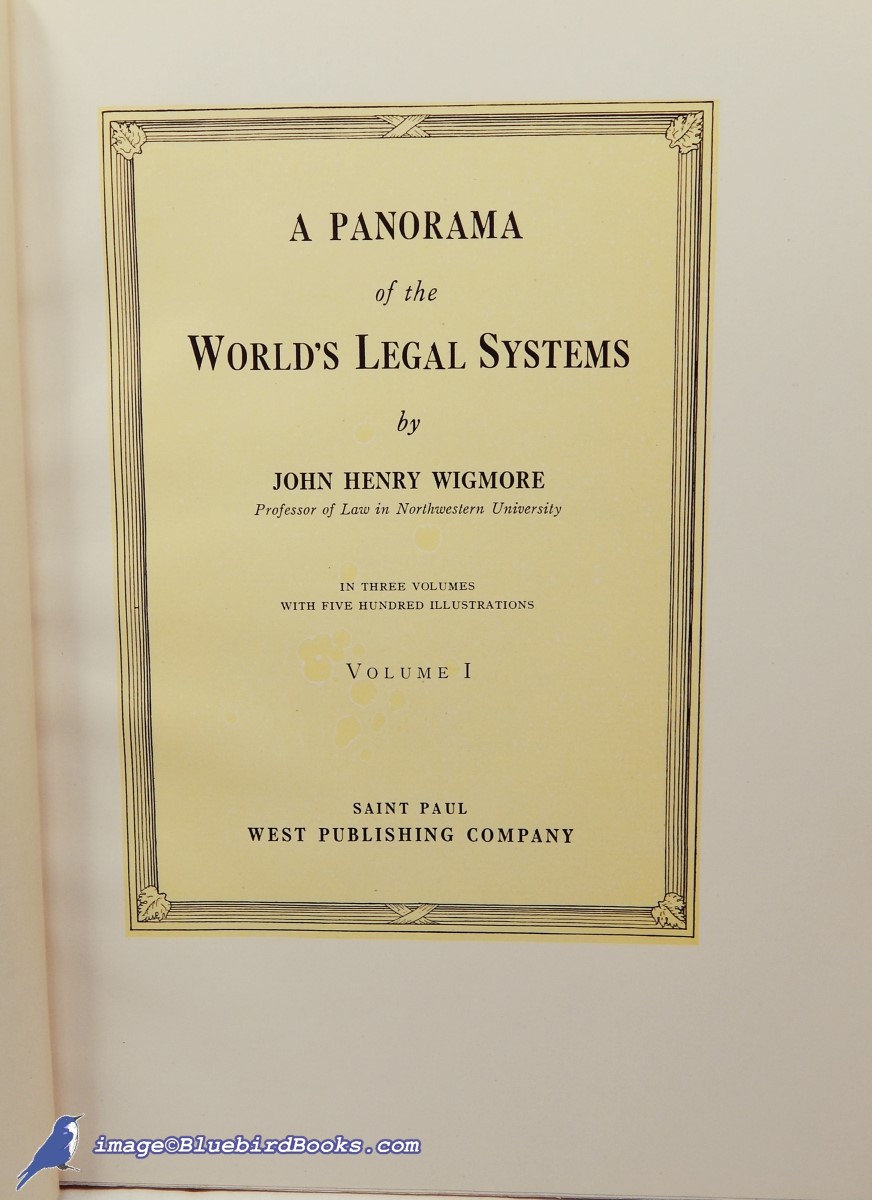 A PANORAMA
of the
WORLD'S LEGAL SYSTEMS
by
JOHN HENRY WIGMORE
Professor of Law in Northwestern University
IN THREE VOLUMES
WITH FIVE HUNDRED ILLUSTRATIONS
VOLUME I
SAINT PAUL
WEST PUBLISHING COMPANY
image©BluebirdBooks.com